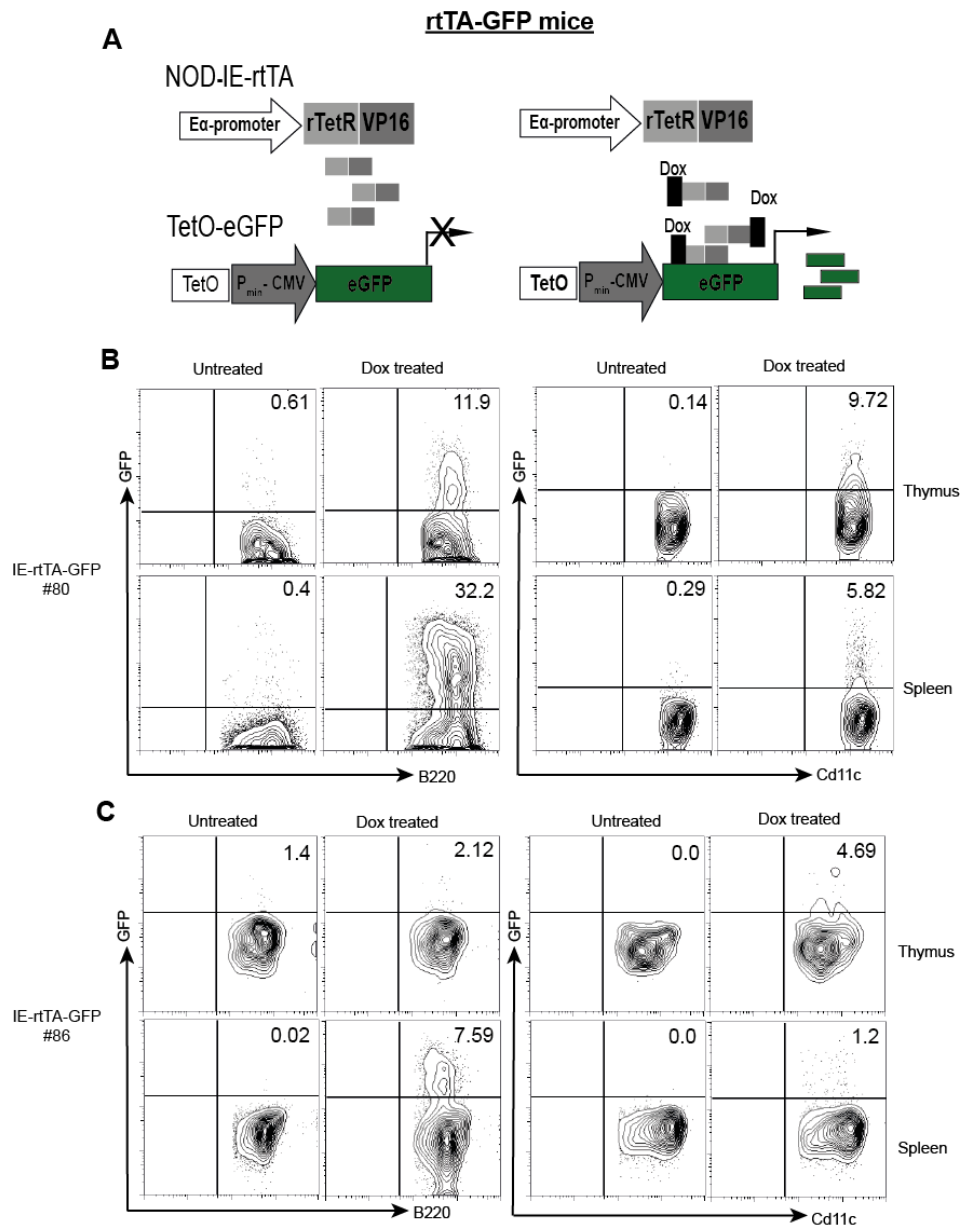 rtTA-GFP mice
A
NOD-IE-rtTA
Eα-promoter
rTetR
VP16
Eα-promoter
rTetR
VP16
Dox
Dox
Dox
TetO-eGFP
X
TetO
Pmin- CMV
eGFP
TetO
Pmin- CMV
eGFP
B
Untreated
Dox treated
Untreated
Dox treated
GFP
0.61
11.9
GFP
0.14
9.72
Thymus
IE-rtTA-GFP
#80
0.4
32.2
0.29
5.82
Spleen
B220
Cd11c
C
Untreated
Dox treated
Untreated
Dox treated
GFP
1.4
2.12
GFP
0.0
4.69
Thymus
IE-rtTA-GFP
#86
0.02
7.59
0.0
1.2
Spleen
B220
Cd11c